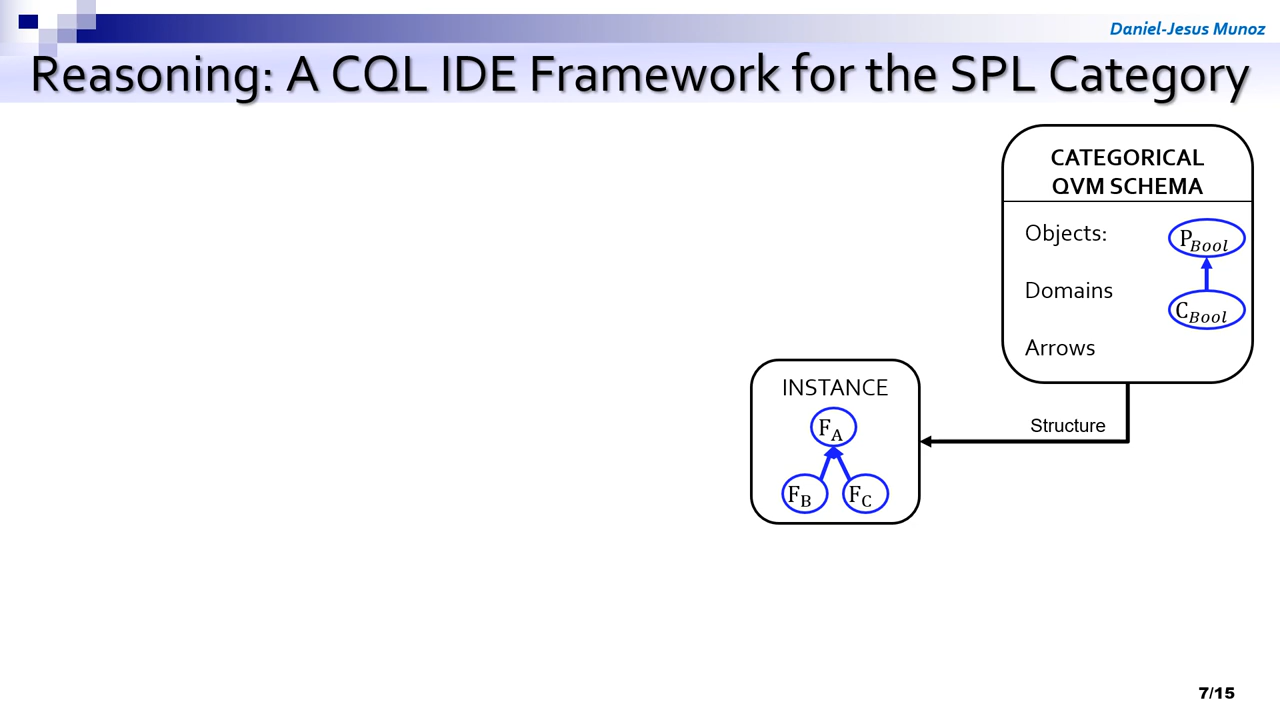 Daniel-Jesus Munoz
Reasoning: A CQL IDE Framework for the SPL Category
CATEGORICAL
QVM SCHEMA
Objects:
P_Bool
Domains
C_Bool
Arrows
Structure
INSTANCE
F_A
F_B F_C
7/15